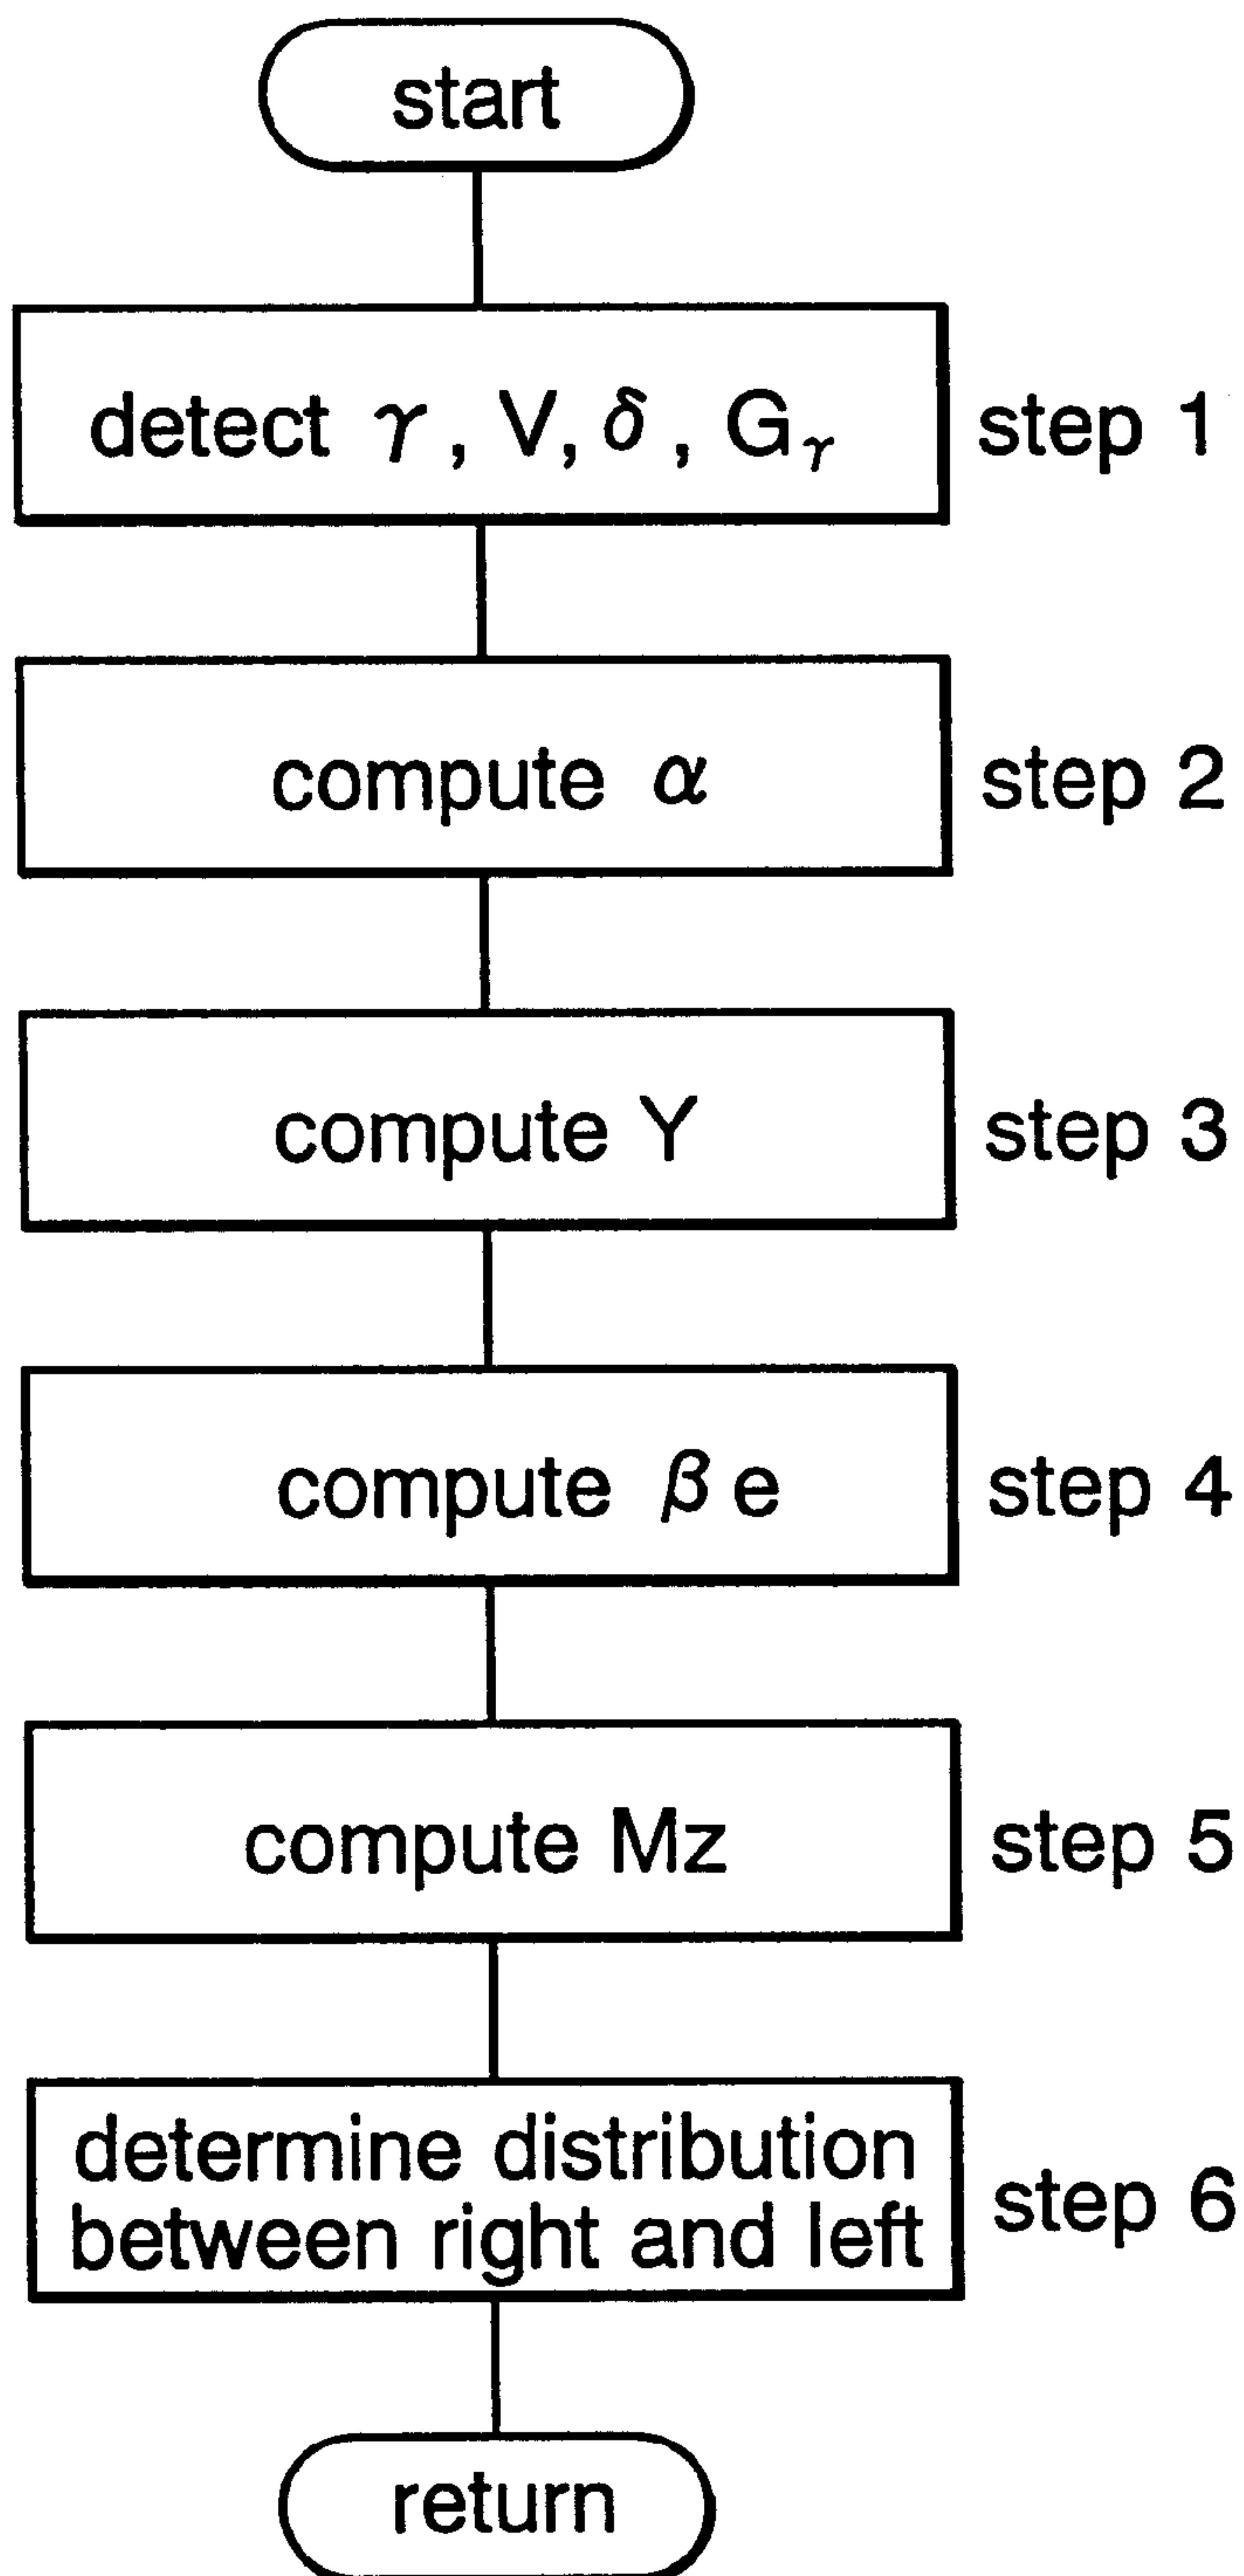 start
detect γ, V, δ, Gγ step 1
compute α step 2
compute Y step 3
compute β e step 4
compute Mz step 5
determine distribution
between right and left
step 6
return